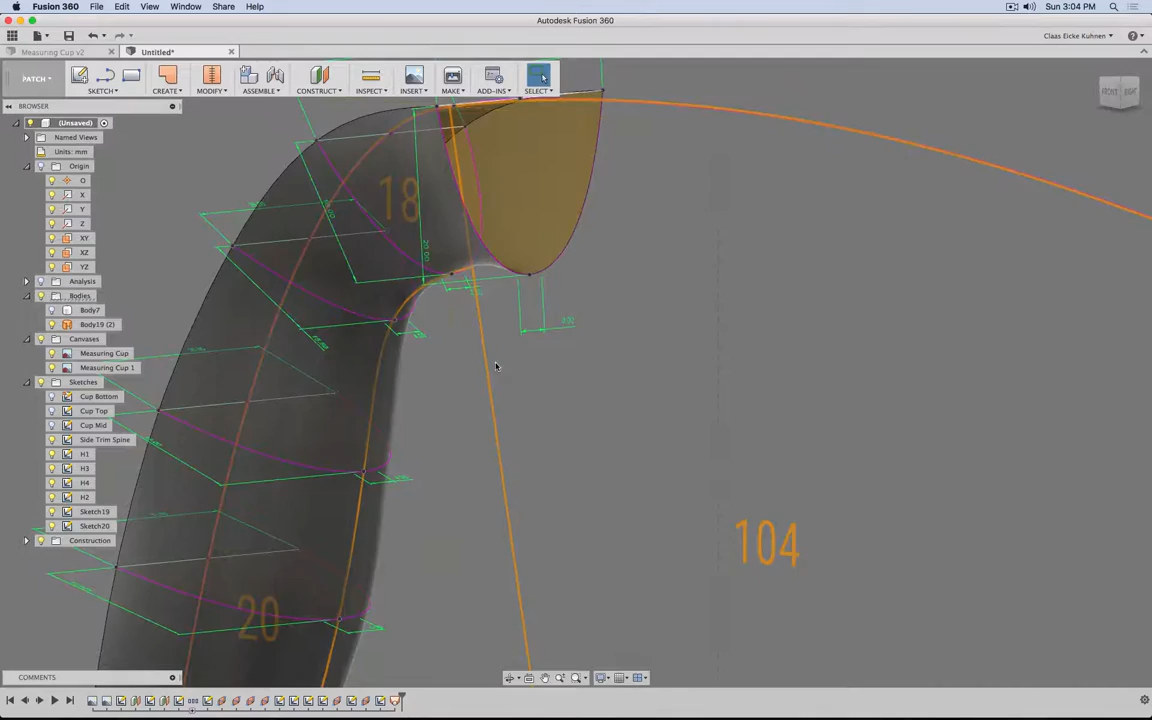 Fusion 360 File Edit View Window Share Help
Sun 3:04 PM
Autodesk Fusion 360
Claas Eicke Kuhnen
Measuring Cup v2
Untitled*
PATCH
SKETCH CREATE MODIFY ASSEMBLE CONSTRUCT INSPECT INSERT MAKE ADD-INS SELECT
BROWSER
(Unsaved)
Named Views
Units: mm
Origin
O
X
Y
Z
XY
XZ
YZ
Analysis
Bodies
Body7
Body19 (2)
Canvases
Measuring Cup
Measuring Cup 1
Sketches
Cup Bottom
Cup Top
Cup Mid
Side Trim Spine
H1
H3
H4
H2
Sketch19
Sketch20
Construction
18
20.00
104
20
FRONT RIGHT
COMMENTS